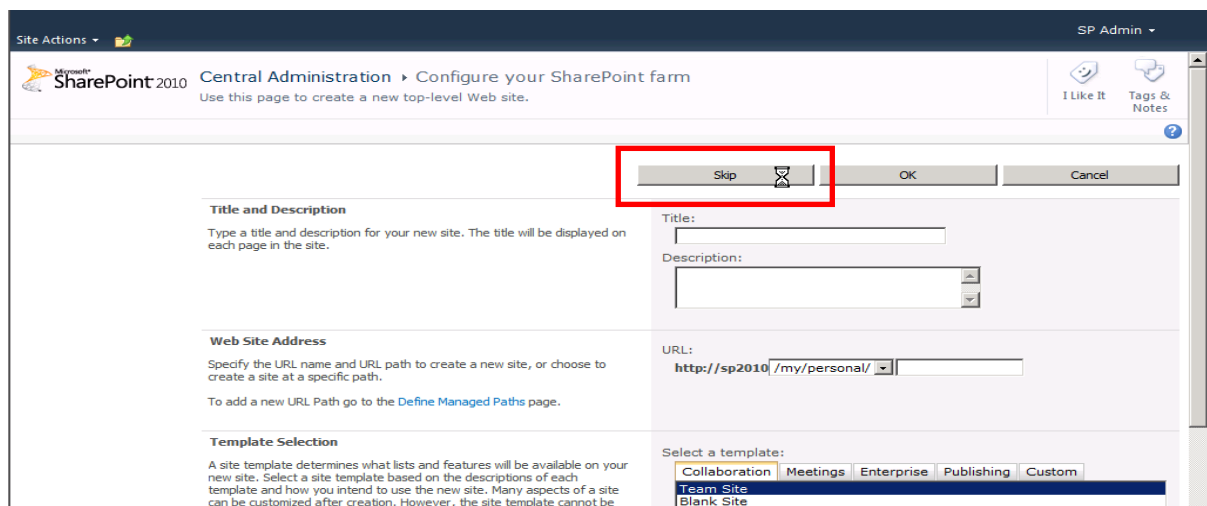 SP Admin
Site Actions
Microsoft
SharePoint 2010
Central Administration ▸ Configure your SharePoint farm
Use this page to create a new top-level Web site.
I Like It
Tags & Notes
Skip
OK
Cancel
Title and Description
Type a title and description for your new site. The title will be displayed on
each page in the site.
Title:
Description:
Web Site Address
Specify the URL name and URL path to create a new site, or choose to
create a site at a specific path.
To add a new URL Path go to the Define Managed Paths page.
URL:
http://sp2010 /my/personal/
Template Selection
A site template determines what lists and features will be available on your
new site. Select a site template based on the descriptions of each
template and how you intend to use the new site. Many aspects of a site
can be customized after creation. However, the site template cannot be
Select a template:
Collaboration Meetings Enterprise Publishing Custom
Team Site
Blank Site